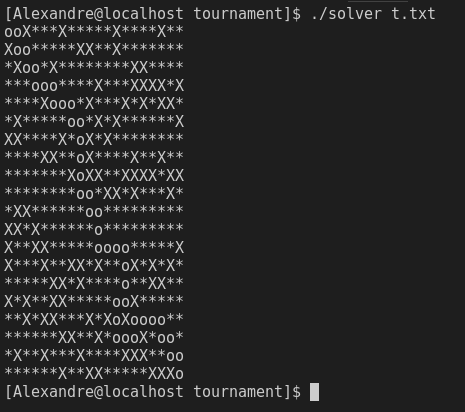 [Alexandre@localhost tournament]$ ./solver t.txt
ooX***X*****X****X**
Xoo*****XX**X*******
*Xoo*X********XX****
***ooo****X***XXXX*X
****Xooo*X***X*X*XX*
*X*****oo*X*X******X
XX****X*oX*X********
****XX**oX****X**X**
*******XoXX**XXXX*XX
********oo*XX*X***X*
*XX******oo*********
XX*X******o*********
X**XX*****oooo*****X
X***X**XX*X**oX*X*X*
*****XX*X****o**XX**
X*X**XX*****ooX*****
**X*XX***X*XoXoooo**
******XX**X*oooX*oo*
*X**X***X****XXX**oo
******X**XX*****XXXo
[Alexandre@localhost tournament]$